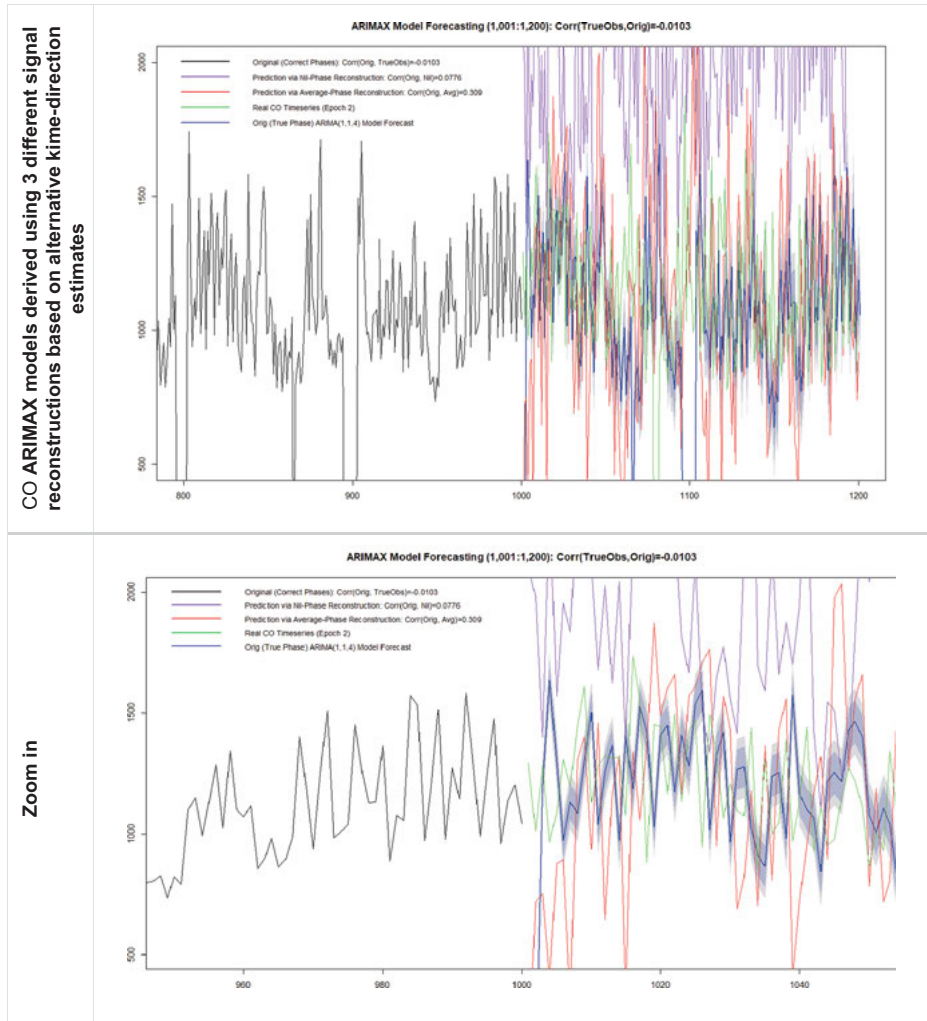 CO ARIMAX models derived using 3 different signal
reconstructions based on alternative kime-direction
estimates
ARIMAX Model Forecasting (1,001:1,200): Corr(TrueObs,Orig)=-0.0103
Original (Correct Phases): Corr(Orig, TrueObs)=-0.0103
Prediction via Nil-Phase Reconstruction: Corr(Orig, Nil)=0.0776
Prediction via Average-Phase Reconstruction: Corr(Orig, Avg)=0.309
Real CO Timeseries (Epoch 2)
Orig (True Phase) ARIMA(1,1,4) Model Forecast
2000
1500
1000
500
800 900 1000 1100 1200
Zoom in
ARIMAX Model Forecasting (1,001:1,200): Corr(TrueObs,Orig)=-0.0103
Original (Correct Phases): Corr(Orig, TrueObs)=-0.0103
Prediction via Nil-Phase Reconstruction: Corr(Orig, Nil)=0.0776
Prediction via Average-Phase Reconstruction: Corr(Orig, Avg)=0.309
Real CO Timeseries (Epoch 2)
Orig (True Phase) ARIMA(1,1,4) Model Forecast
2000
1500
1000
500
960 980 1000 1020 1040